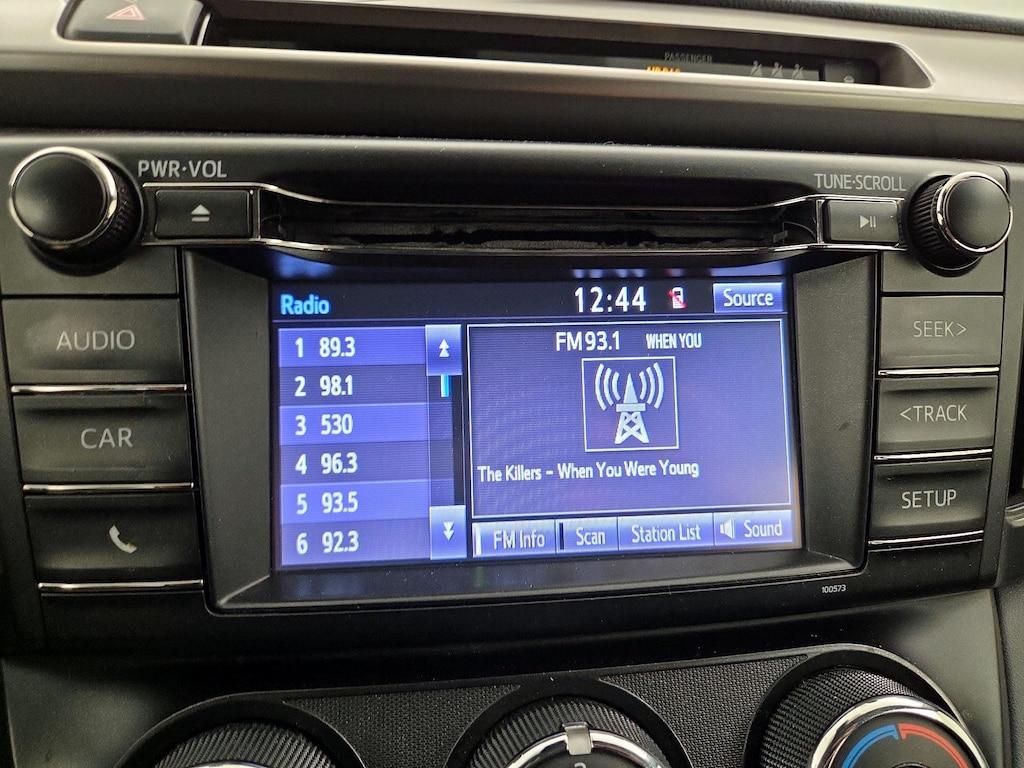 PASSENGER
AIRBAG
PWR·VOL
TUNE·SCROLL
AUDIO
CAR
SEEK>
<TRACK
SETUP
Radio
12:44
Source
1 89.3
2 98.1
3 530
4 96.3
5 93.5
6 92.3
FM 93.1 WHEN YOU
The Killers - When You Were Young
FM Info
Scan
Station List
Sound
100573